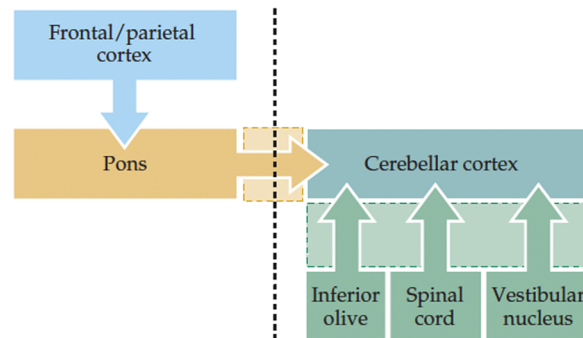 Frontal/parietal
cortex
Pons
Cerebellar cortex
Inferior
olive
Spinal
cord
Vestibular
nucleus